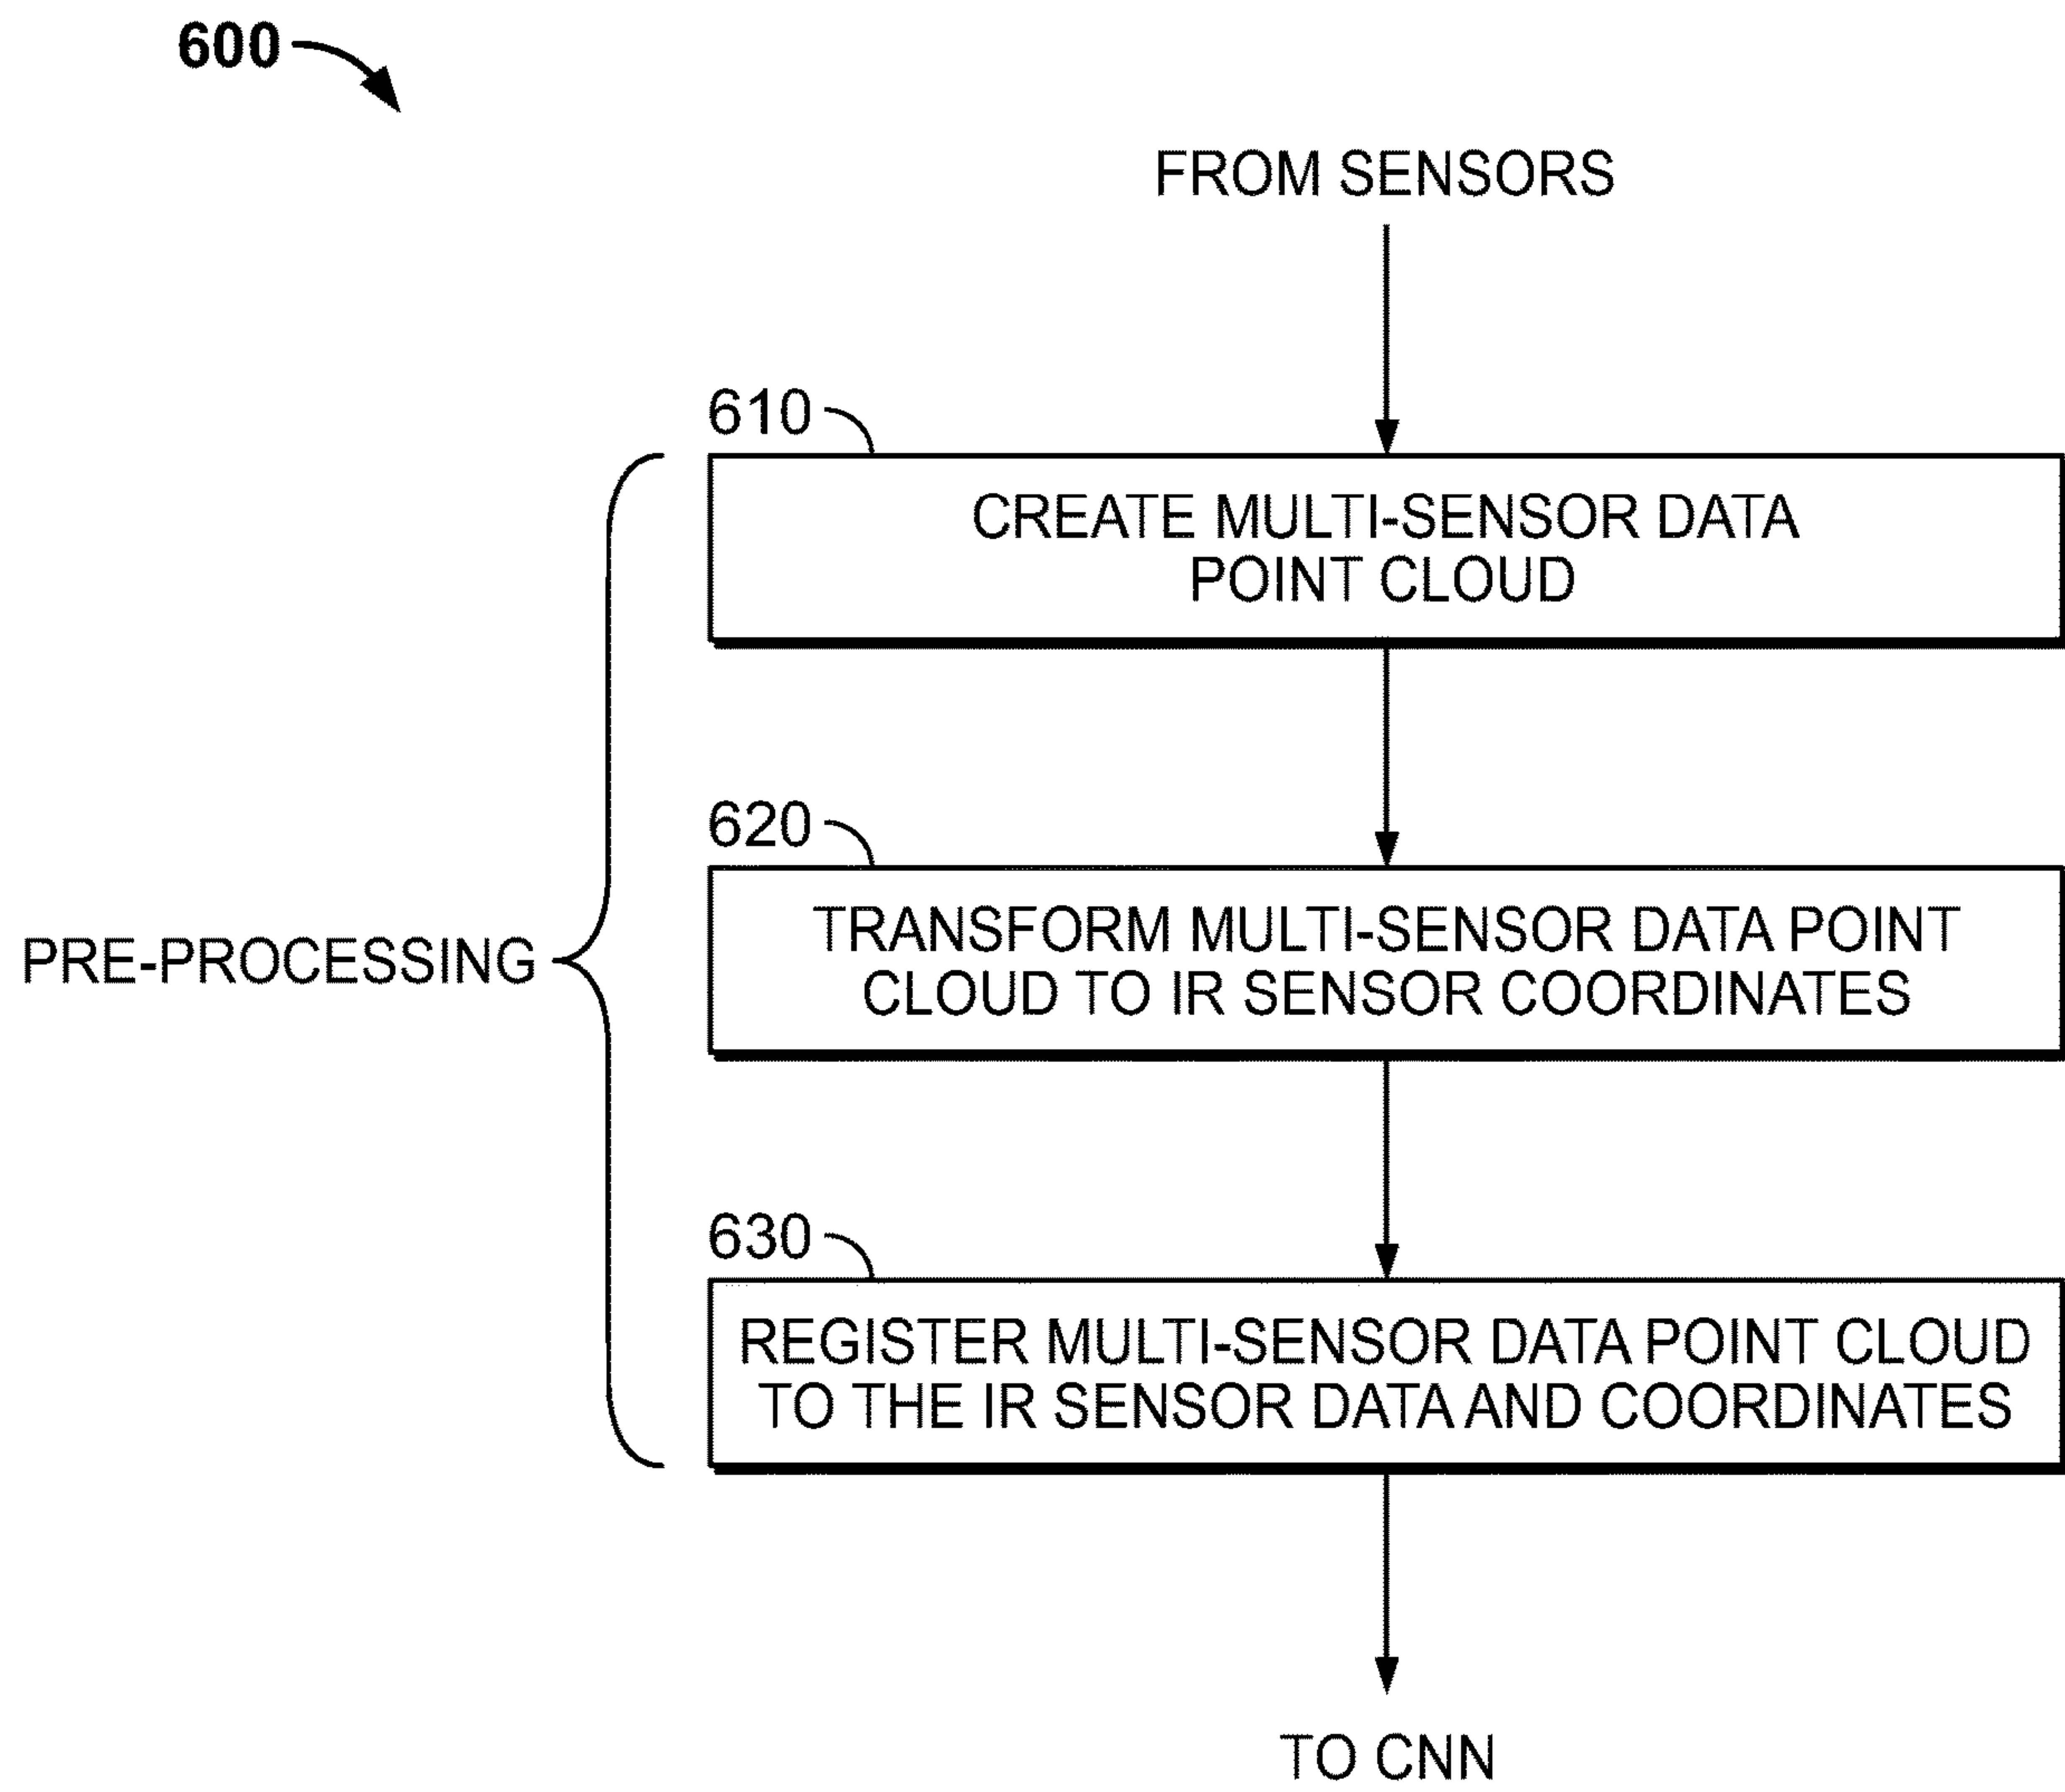 600
FROM SENSORS
610
CREATE MULTI-SENSOR DATA
POINT CLOUD
620
TRANSFORM MULTI-SENSOR DATA POINT
CLOUD TO IR SENSOR COORDINATES
PRE-PROCESSING
630
REGISTER MULTI-SENSOR DATA POINT CLOUD
TO THE IR SENSOR DATA AND COORDINATES
TO CNN